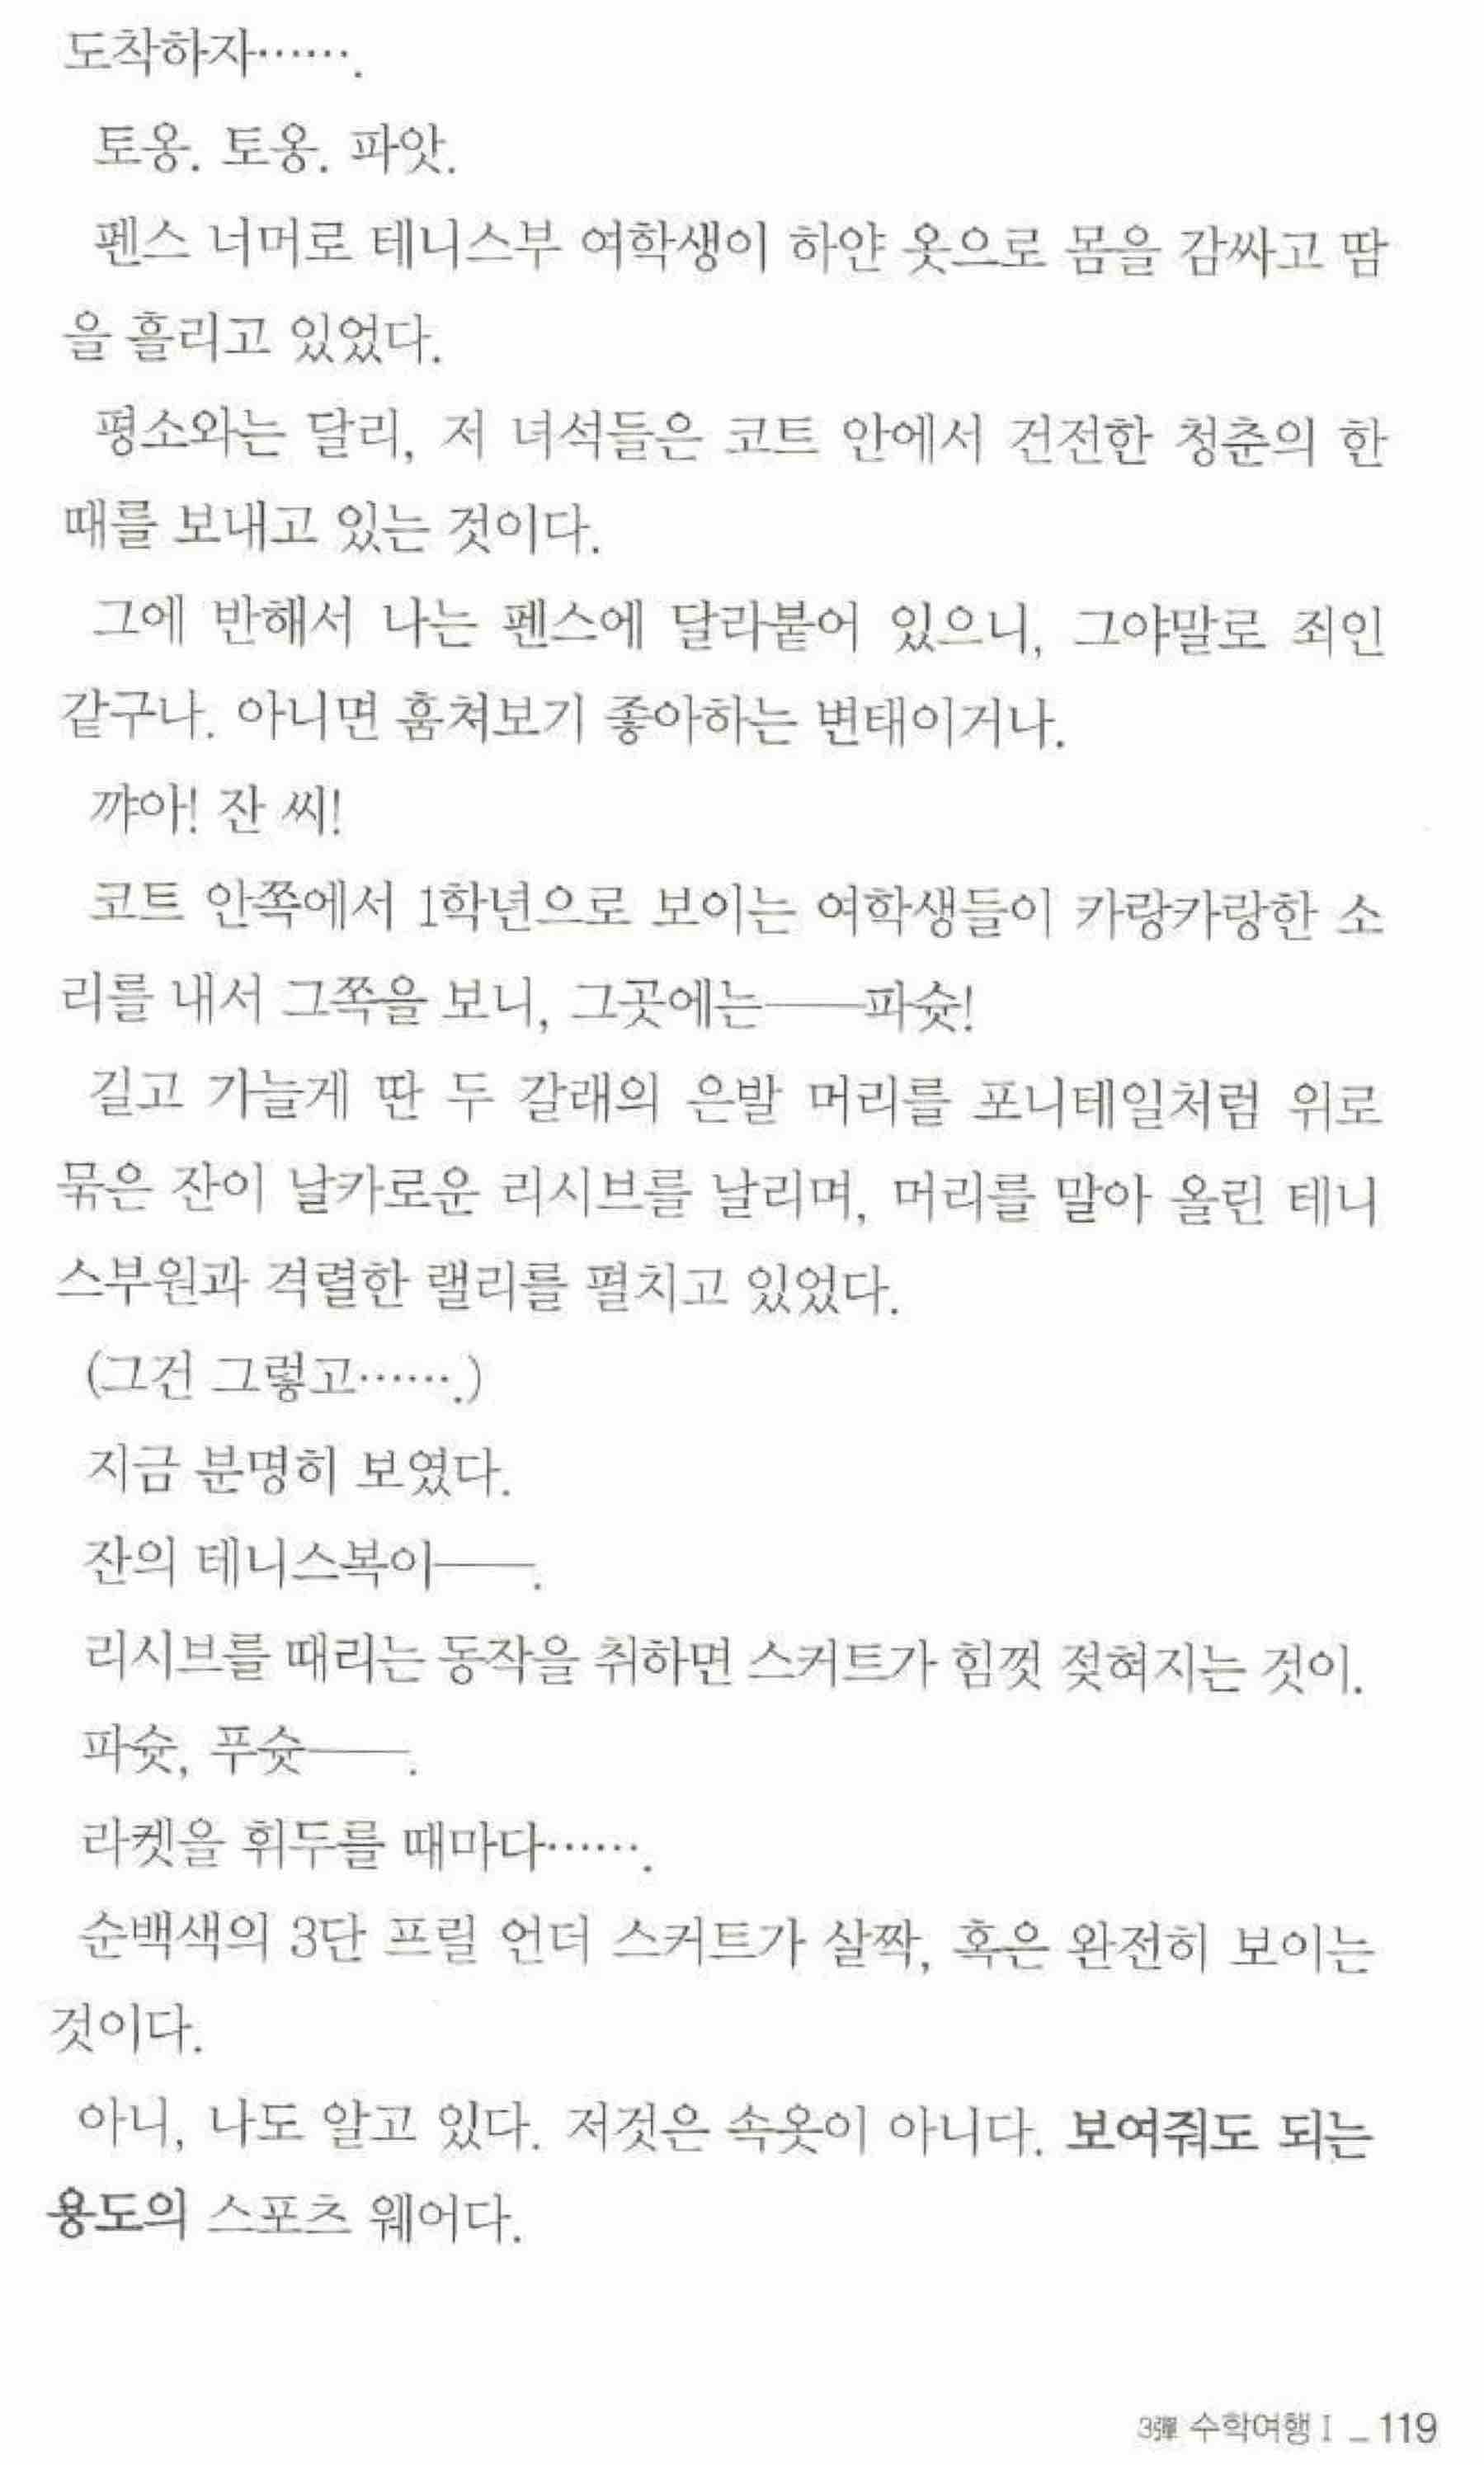 도착하자…….
토옹. 토옹. 파앗.
펜스 너머로 테니스부 여학생이 하얀 옷으로 몸을 감싸고 땀
을 흘리고 있었다.
평소와는 달리, 저 녀석들은 코트 안에서 건전한 청춘의 한
때를 보내고 있는 것이다.
그에 반해서 나는 펜스에 달라붙어 있으니, 그야말로 죄인
같구나. 아니면 훔쳐보기 좋아하는 변태이거나.
꺄아! 잔 씨!
코트 안쪽에서 1학년으로 보이는 여학생들이 카랑카랑한 소
리를 내서 그쪽을 보니, 그곳에는──파슛!
길고 가늘게 딴 두 갈래의 은발 머리를 포니테일처럼 위로
묶은 잔이 날카로운 리시브를 날리며, 머리를 말아 올린 테니
스부원과 격렬한 랠리를 펼치고 있었다.
(그건 그렇고…….)
지금 분명히 보였다.
잔의 테니스복이──.
리시브를 때리는 동작을 취하면 스커트가 힘껏 젖혀지는 것이.
파슛, 푸슛──.
라켓을 휘두를 때마다…….
순백색의 3단 프릴 언더 스커트가 살짝, 혹은 완전히 보이는
것이다.
아니, 나도 알고 있다. 저것은 속옷이 아니다. 보여줘도 되는
용도의 스포츠 웨어다.
3彈 수학여행 I _ 119